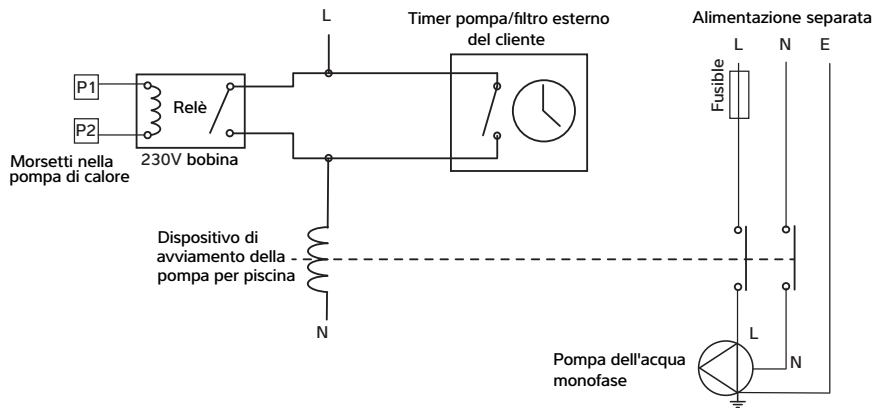 L
Timer pompa/filtro esterno
del cliente
Alimentazione separata
L N E
Fusible
P1
Relè
P2
230V bobina
Morsetti nella
pompa di calore
Dispositivo di
avviamento della
pompa per piscina
N
L
N
Pompa dell'acqua
monofase